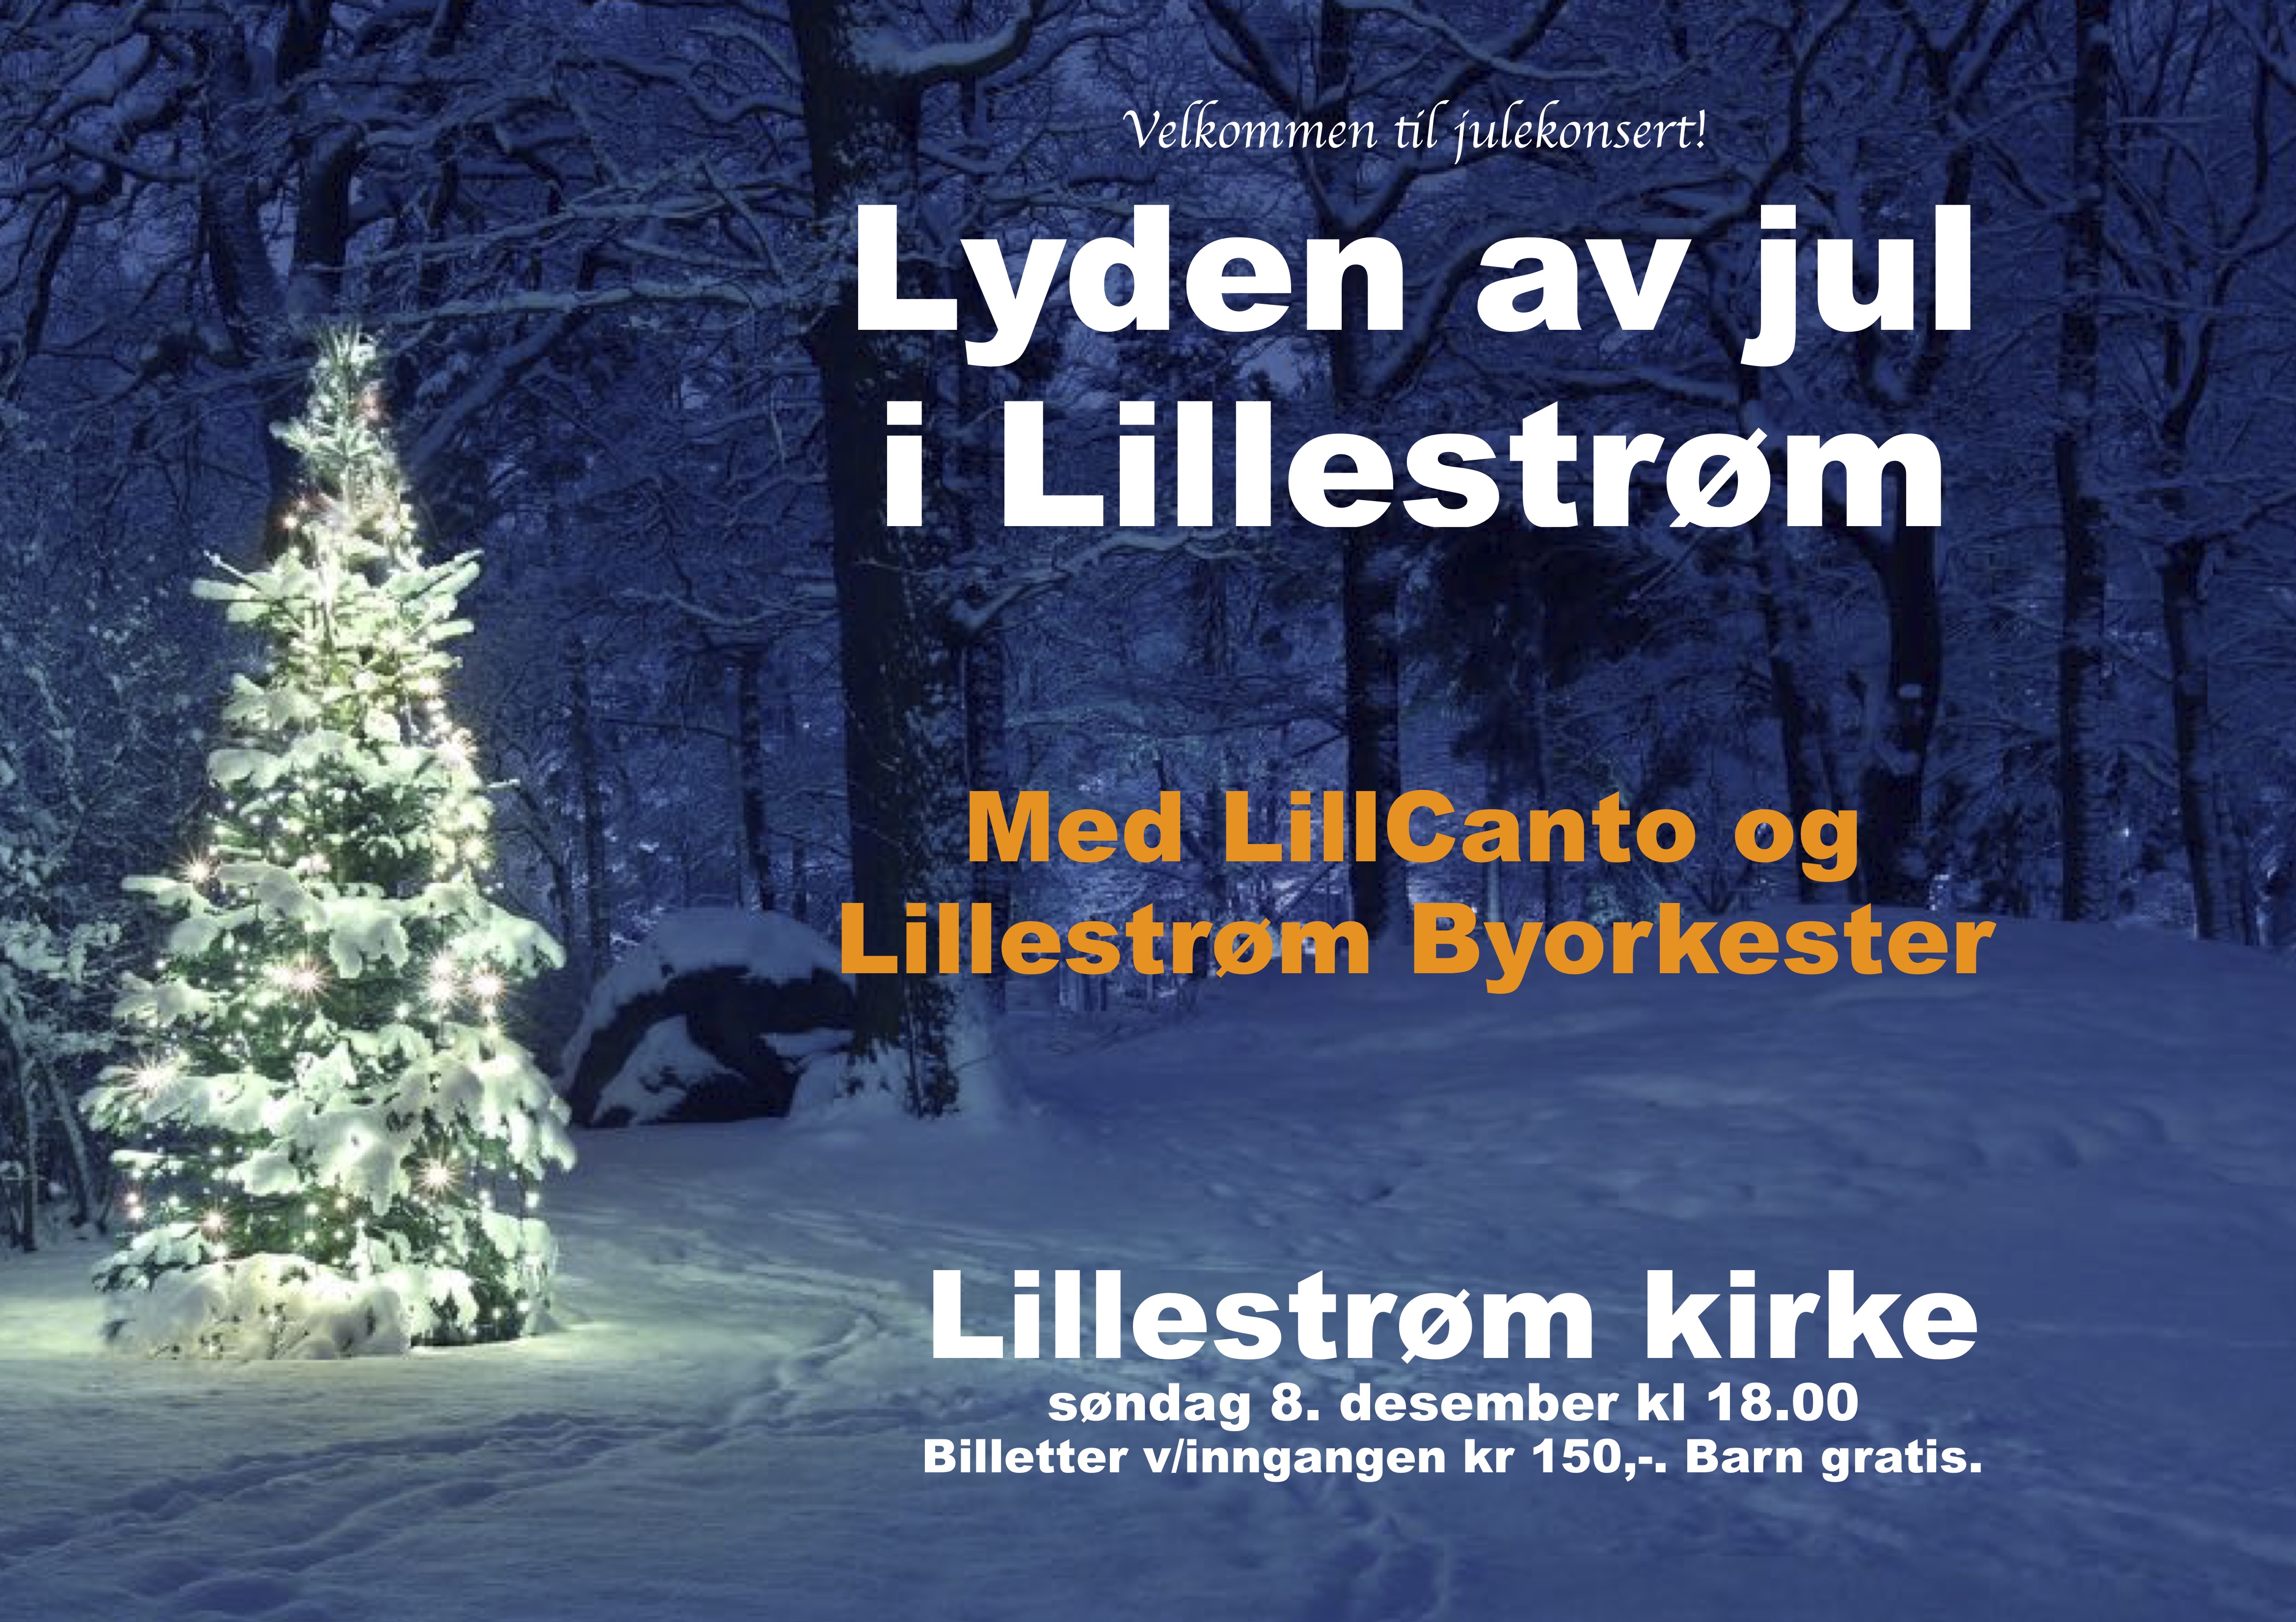 Velkommen til julekonsert!
Lyden av jul
i Lillestrøm
Med LillCanto og
Lillestrøm Byorkester
Lillestrøm kirke
søndag 8. desember kl 18.00
Billetter v/inngangen kr 150,-. Barn gratis.